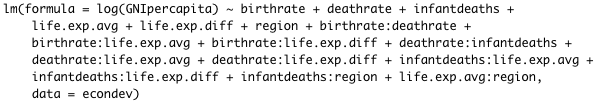 lm(formula = log(GNIpercapita) ~ birthrate + deathrate + infantdeaths +
life.exp.avg + life.exp.diff + region + birthrate:deathrate +
birthrate:life.exp.avg + birthrate:life.exp.diff + deathrate:infantdeaths +
deathrate:life.exp.avg + deathrate:life.exp.diff + infantdeaths:life.exp.avg +
infantdeaths:life.exp.diff + infantdeaths:region + life.exp.avg:region,
data = econdev)